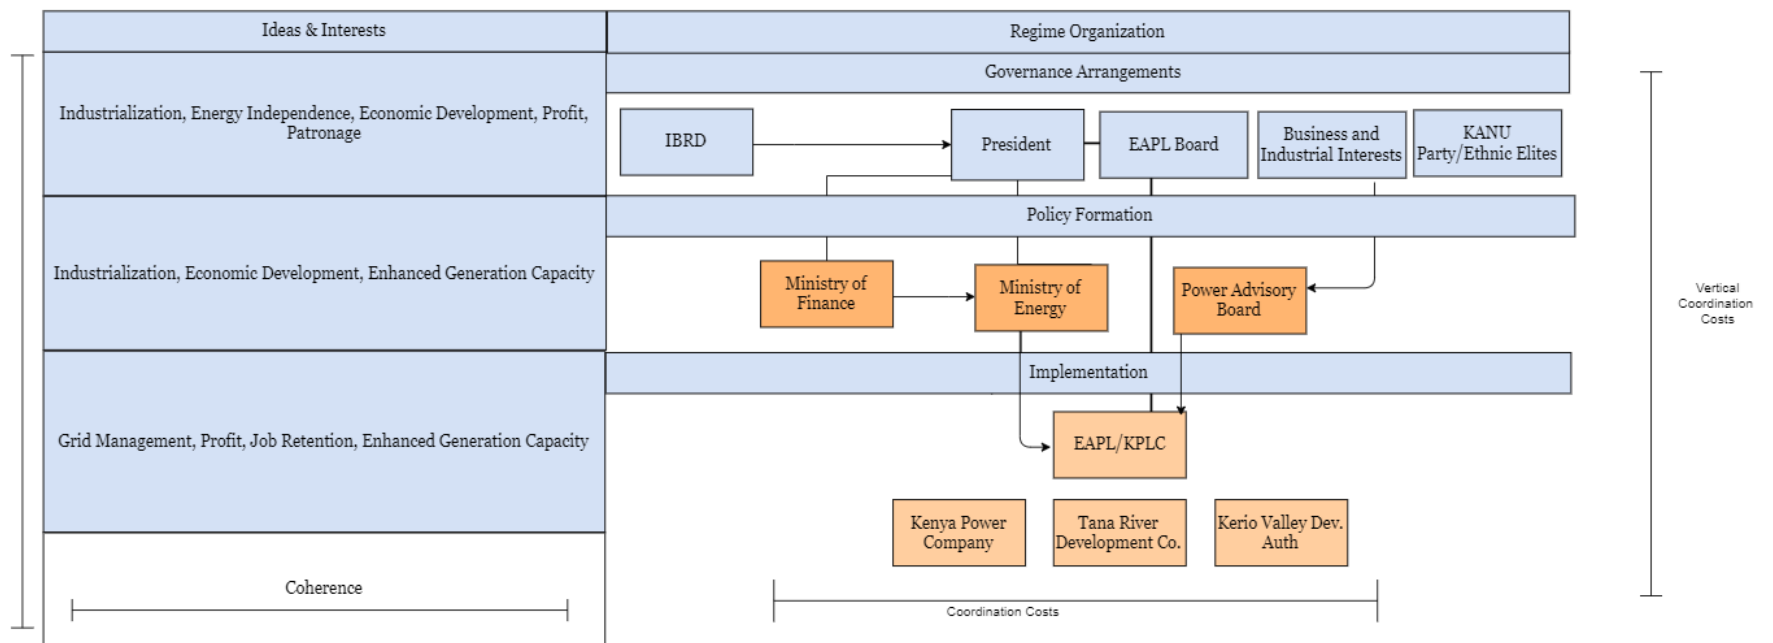 Ideas & Interests
Regime Organization
Governance Arrangements
Industrialization, Energy Independence, Economic Development, Profit,
Patronage
IBRD
President
EAPL Board
Business and
Industrial Interests
KANU
Party/Ethnic Elites
Policy Formation
Industrialization, Economic Development, Enhanced Generation Capacity
Ministry of
Finance
Ministry of
Energy
Power Advisory
Board
Vertical
Coordination
Costs
Implementation
Grid Management, Profit, Job Retention, Enhanced Generation Capacity
EAPL/KPLC
Kenya Power
Company
Tana River
Development Co.
Kerio Valley Dev.
Auth
Coherence
Coordination Costs